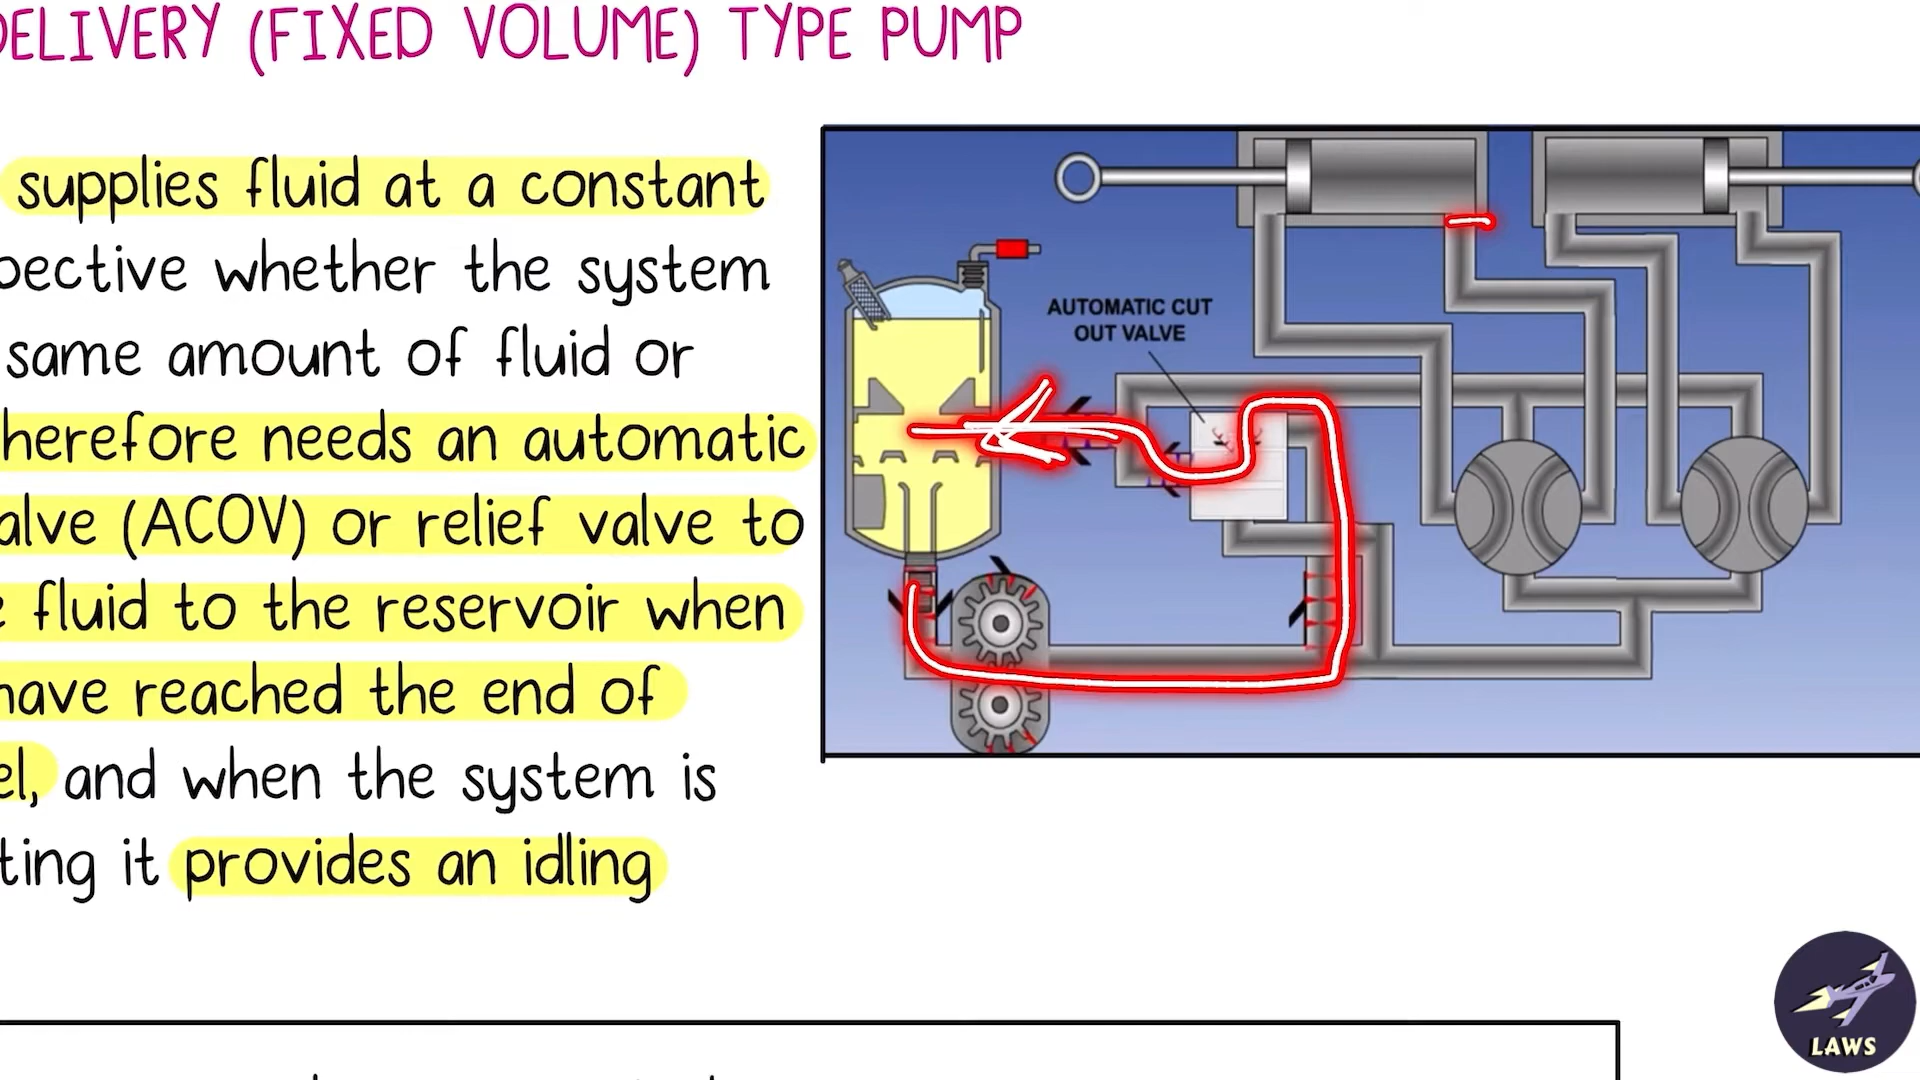 DELIVERY (FIXED VOLUME) TYPE PUMP
supplies fluid at a constant
whether the system
same amount of fluid or
herefore needs an automatic
alve (ACOV) or relief valve to
fluid to the reservoir when
have reached the end of
el, and when the system is
ting it provides an idling
AUTOMATIC CUT
OUT VALVE
LAWS